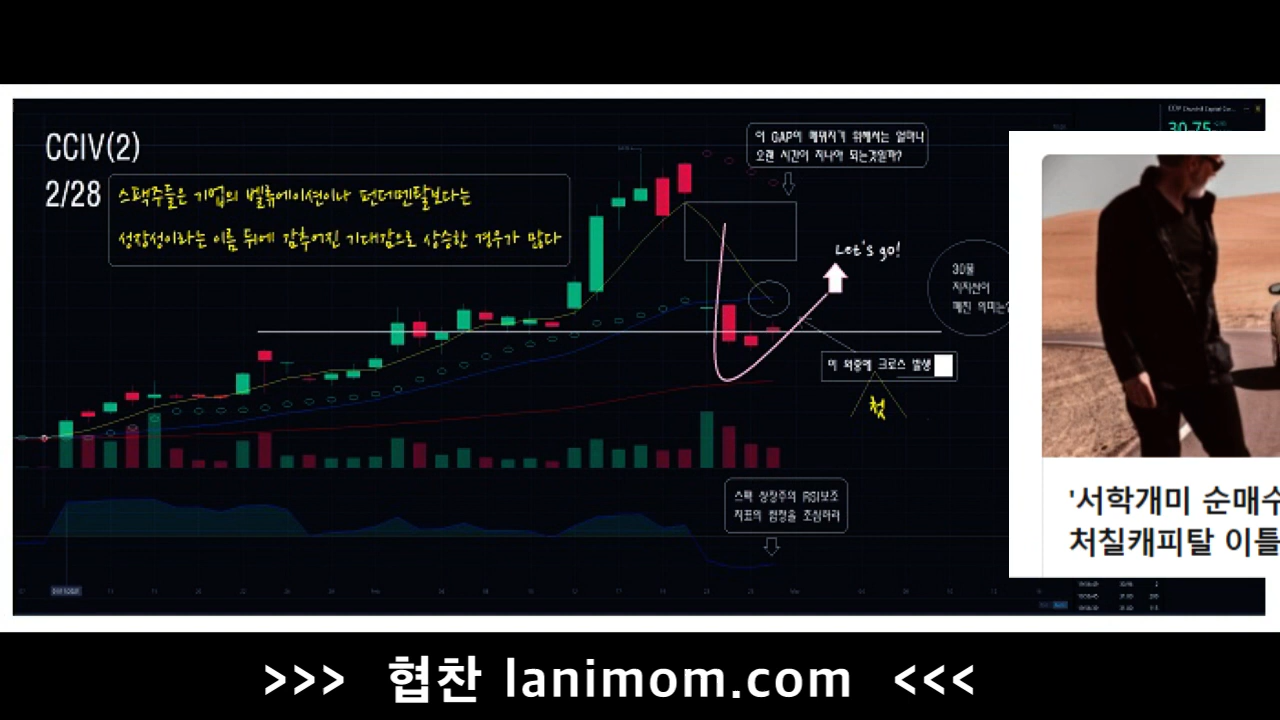 CCIV(2)
2/28
스팩주들은 기업의 벨류에이션이나 펀더멘탈보다는
성장성이라는 이름 뒤에 감추어진 기대감으로 상승한 경우가 많다
이 GAP이 메워지기 위해서는 얼마나
오랜 시간이 지나야 되는것일까?
30.75
Let's go!
30불
지지선이
깨진 의미는?
이 와중에 크로스 발생
헐
스팩 상장주의 RSI보조
지표의 함정을 조심하라
'서학개미 순매수
처칠캐피탈 이틀
>>> 협찬 lanimom.com <<<